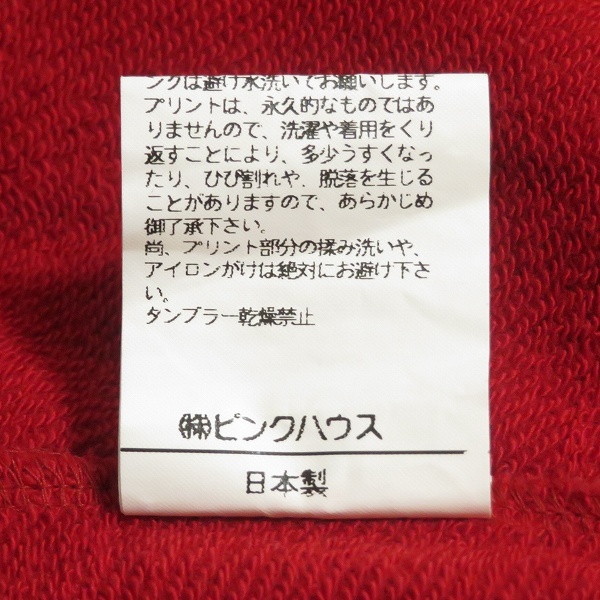 ングは避け水洗いでお願いします。
プリントは、永久的なものではあ
りませんので、洗濯や着用をくり
返すことにより、多少うすくなっ
たり、ひび割れや、脱落を生じる
ことがありますので、あらかじめ
御了承下さい。
尚、プリント部分の揉み洗いや、
アイロンがけは絶対にお避け下さ
い。
タンブラー乾燥禁止
㈱ピンクハウス
日本製